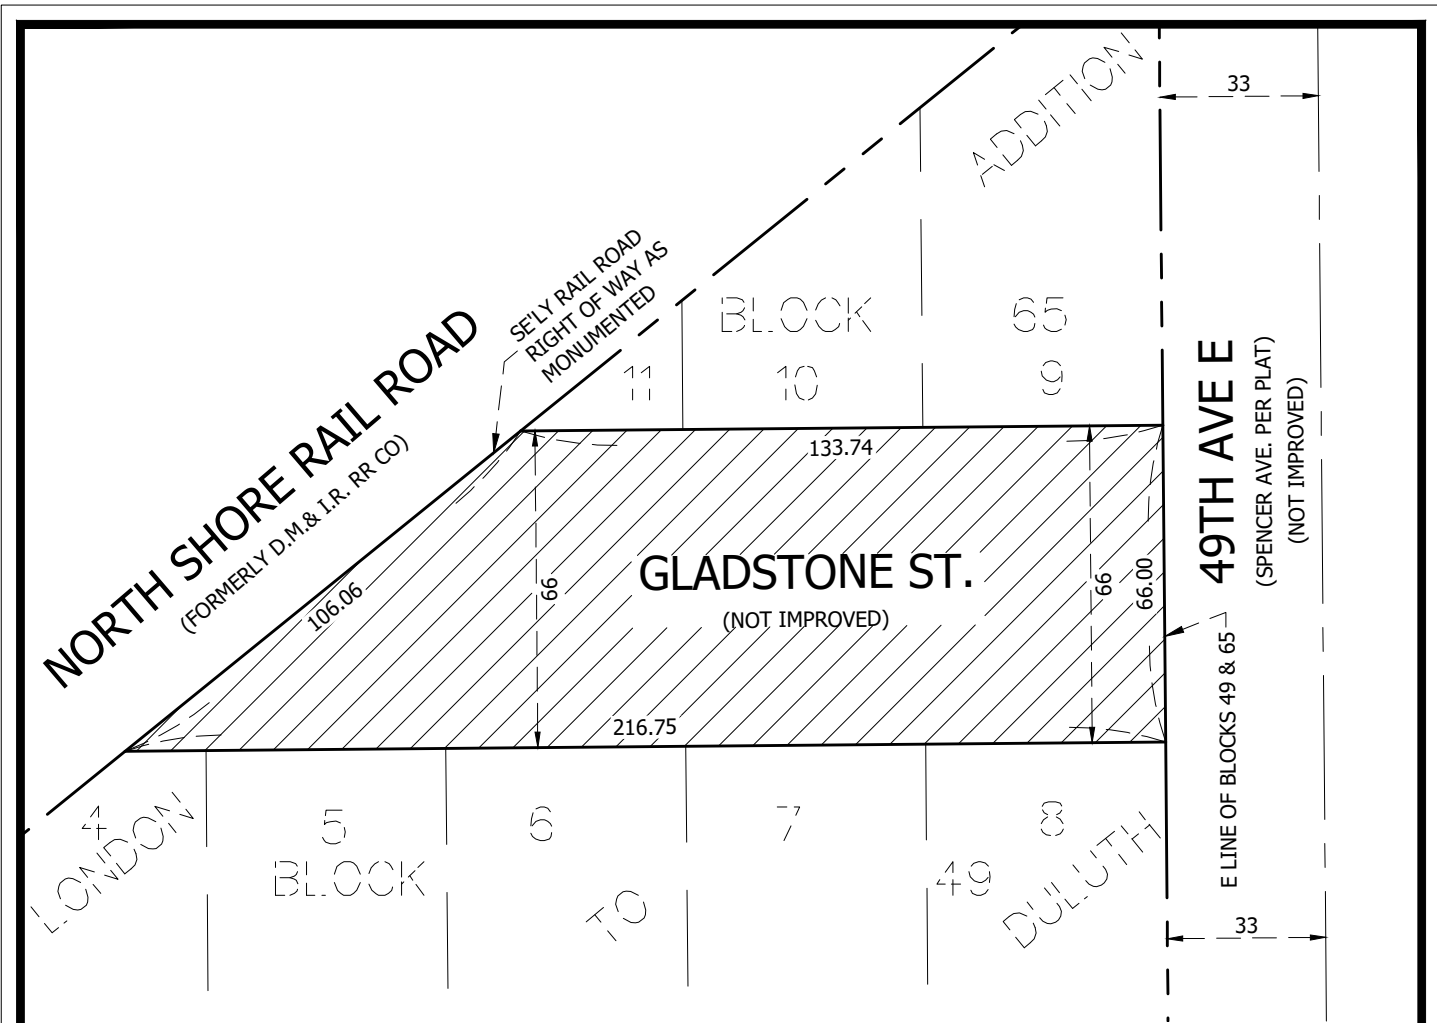 ADDITION
33
SE'LY RAIL ROAD
RIGHT OF WAY AS
MONUMENTED
BLOCK
65
11
10
9
NORTH SHORE RAIL ROAD
(FORMERLY D.M.& I.R. RR CO)
133.74
49TH AVE E
(SPENCER AVE. PER PLAT)
(NOT IMPROVED)
106.06
66
GLADSTONE ST.
(NOT IMPROVED)
66
66.00
E LINE OF BLOCKS 49 & 65
216.75
4
5
6
7
8
LONDON
BLOCK
TO
49
DULUTH
33